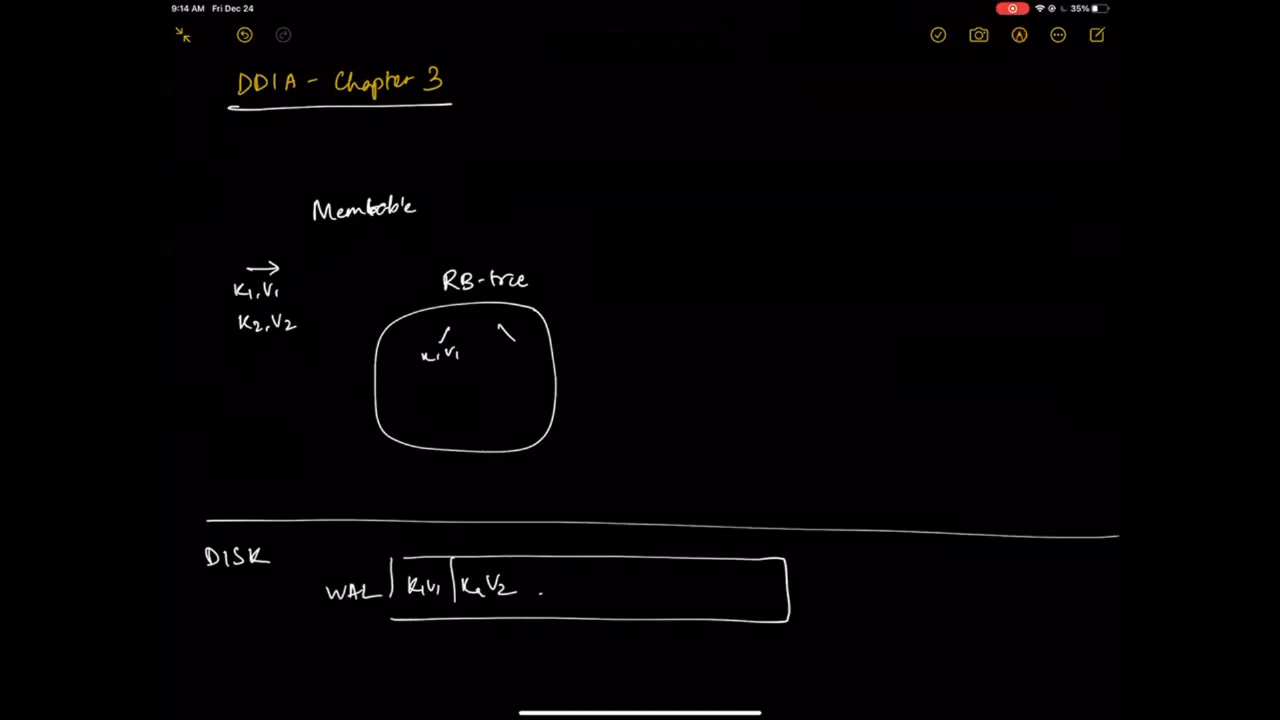 9:14 AM Fri Dec 24
35%
DDIA - Chapter 3
Memtable
K1,V1
K2,V2
RB-tree
K1V1
DISK
WAL K1V1 K2V2 .